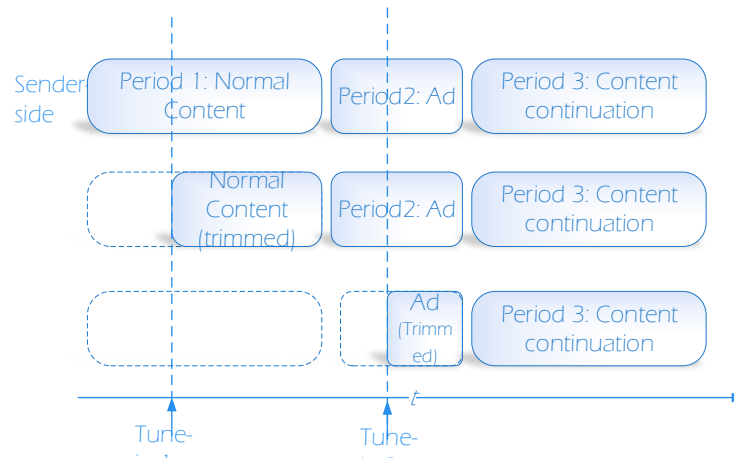 Sender-
side
Period 1: Normal
Content
Period2: Ad
Period 3: Content
continuation
Normal
Content
(trimmed)
Period2: Ad
Period 3: Content
continuation
Ad
(Trimm
ed)
Period 3: Content
continuation
t
Tune-
Tune-